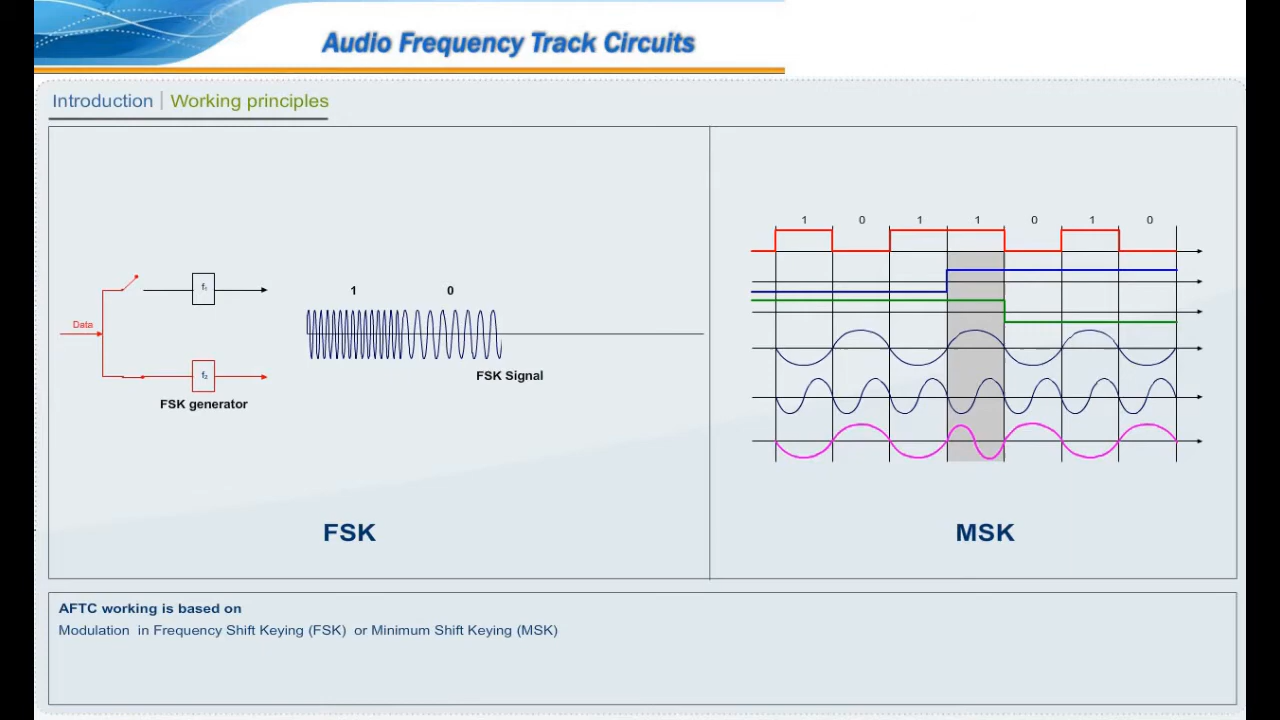 Audio Frequency Track Circuits
Introduction | Working principles
f₁
Data
f₂
FSK generator
1 0
FSK Signal
FSK
1 0 1 1 0 1 0
MSK
AFTC working is based on
Modulation in Frequency Shift Keying (FSK) or Minimum Shift Keying (MSK)